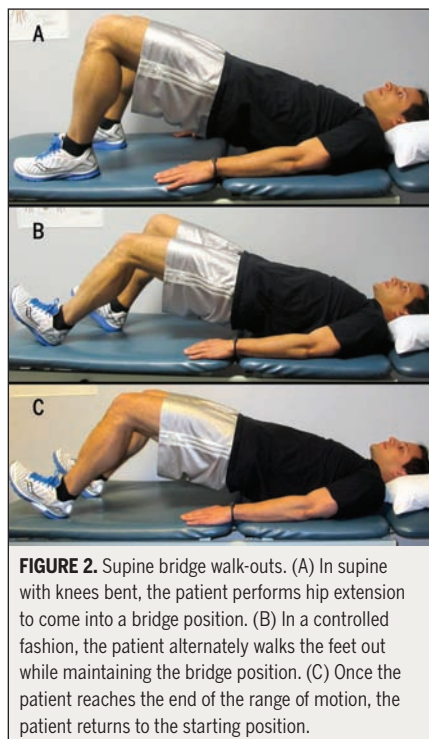 A
B
C
FIGURE 2. Supine bridge walk-outs. (A) In supine
with knees bent, the patient performs hip extension
to come into a bridge position. (B) In a controlled
fashion, the patient alternately walks the feet out
while maintaining the bridge position. (C) Once the
patient reaches the end of the range of motion, the
patient returns to the starting position.